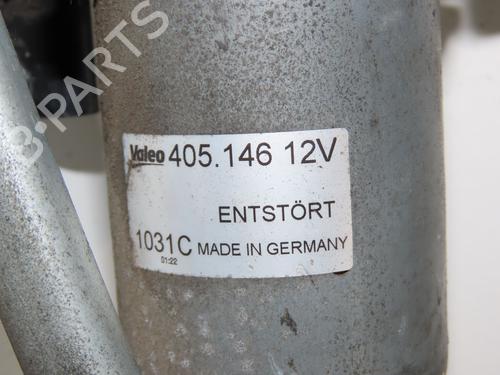 B-PARTS
Valeo 405.146 12V
ENTSTÖRT
1031C MADE IN GERMANY
01:22